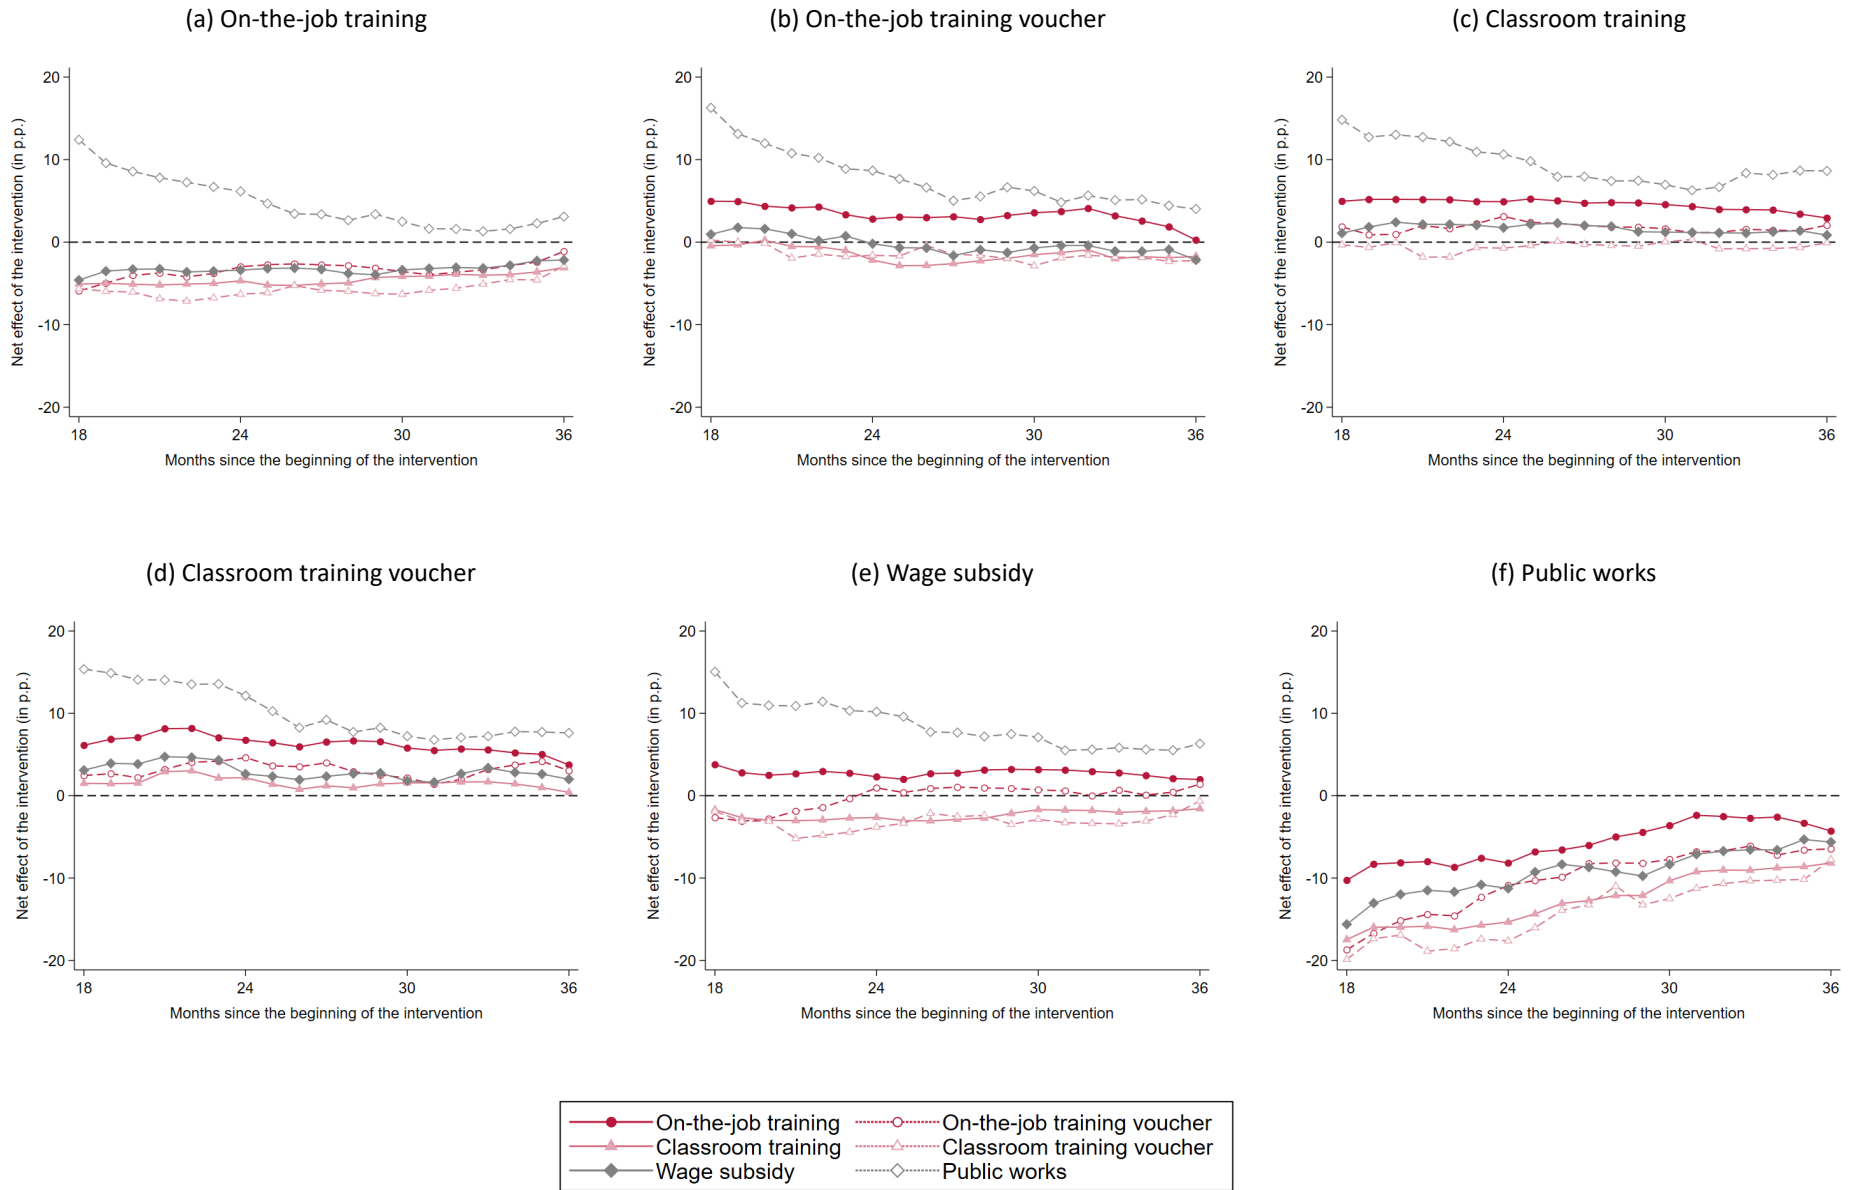 (a) On-the-job training
(b) On-the-job training voucher
(c) Classroom training
Net effect of the intervention (in p.p.)
20
10
0
-10
-20
18
24
30
36
Months since the beginning of the intervention
Net effect of the intervention (in p.p.)
20
10
0
-10
-20
18
24
30
36
Months since the beginning of the intervention
Net effect of the intervention (in p.p.)
20
10
0
-10
-20
18
24
30
36
Months since the beginning of the intervention
(d) Classroom training voucher
(e) Wage subsidy
(f) Public works
Net effect of the intervention (in p.p.)
20
10
0
-10
-20
18
24
30
36
Months since the beginning of the intervention
Net effect of the intervention (in p.p.)
20
10
0
-10
-20
18
24
30
36
Months since the beginning of the intervention
Net effect of the intervention (in p.p.)
20
10
0
-10
-20
18
24
30
36
Months since the beginning of the intervention
On-the-job training
On-the-job training voucher
Classroom training
Classroom training voucher
Wage subsidy
Public works